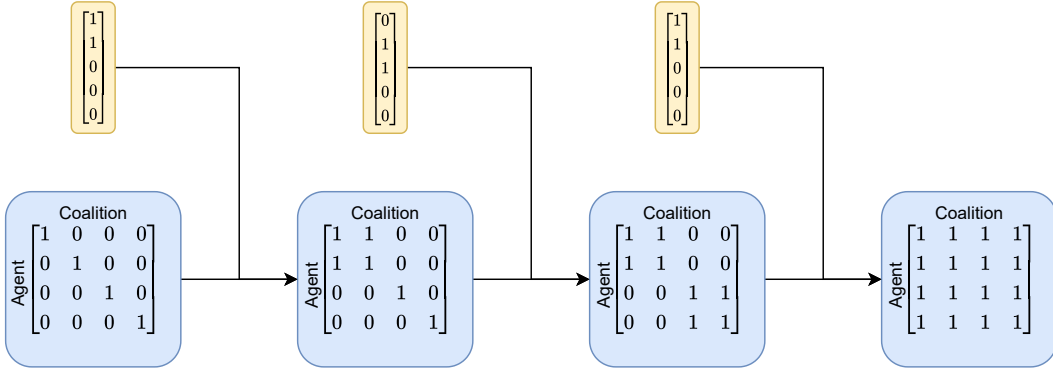 [1 1 0 0 0]
[0 1 1 0 0]
[1 1 0 0 0]
Coalition
Agent
1 0 0 0
0 1 0 0
0 0 1 0
0 0 0 1
Coalition
Agent
1 1 0 0
1 1 0 0
0 0 1 0
0 0 0 1
Coalition
Agent
1 1 0 0
1 1 0 0
0 0 1 1
0 0 1 1
Coalition
Agent
1 1 1 1
1 1 1 1
1 1 1 1
1 1 1 1